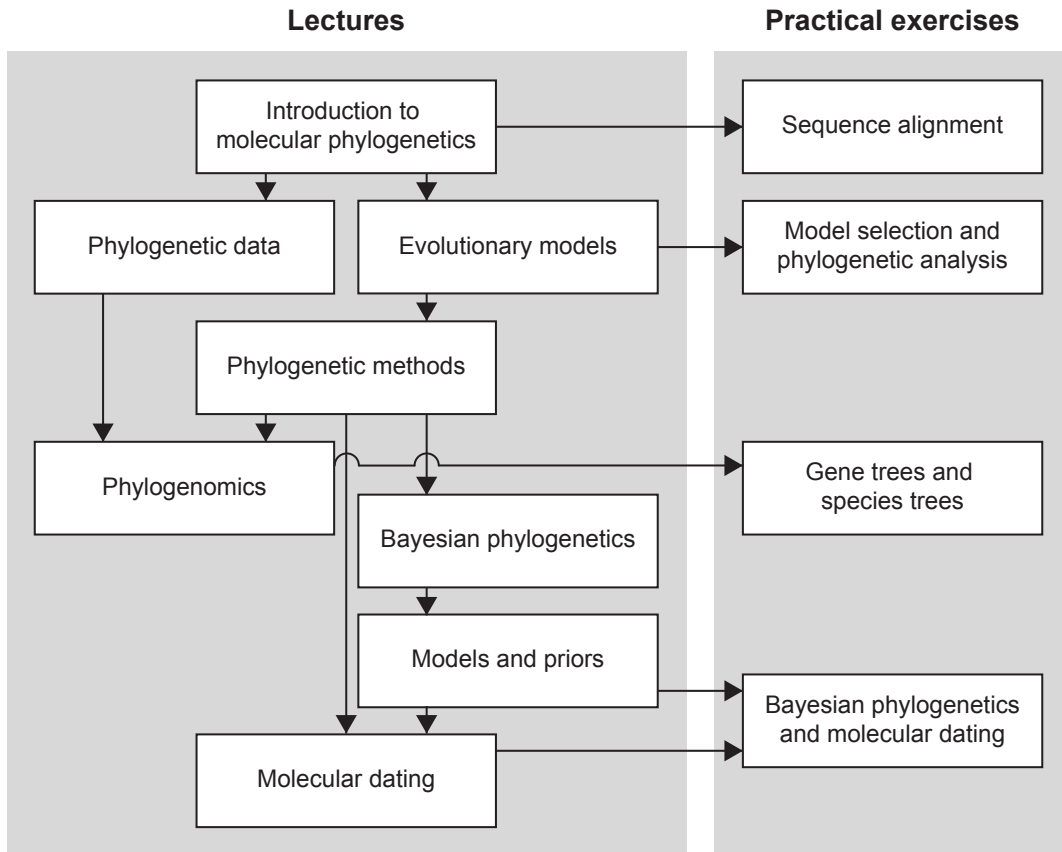 Lectures
Practical exercises
Introduction to
molecular phylogenetics
Sequence alignment
Phylogenetic data
Evolutionary models
Model selection and
phylogenetic analysis
Phylogenetic methods
Phylogenomics
Gene trees and
species trees
Bayesian phylogenetics
Models and priors
Bayesian phylogenetics
and molecular dating
Molecular dating